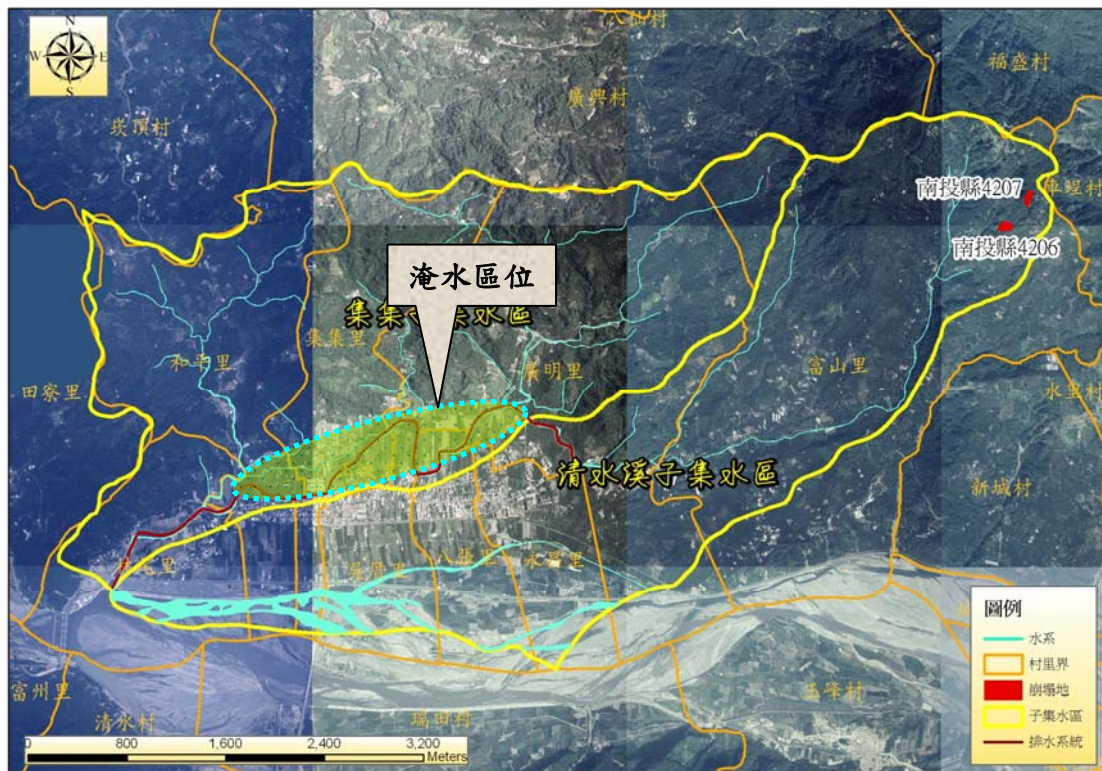 N
W E
S
八仙村
福盛村
廣興村
崁頂村
南投縣4207
車埕村
南投縣4206
淹水區位
集集子集水區
集集里
和平里
廣明里
富山里
田寮里
水里村
清水溪子集水區
新城村
八張里
永昌里
吳厝里
富州里
清水村
瑞田村
玉峰村
圖例
水系
村里界
崩塌地
子集水區
排水系統
0 800 1,600 2,400 3,200
Meters